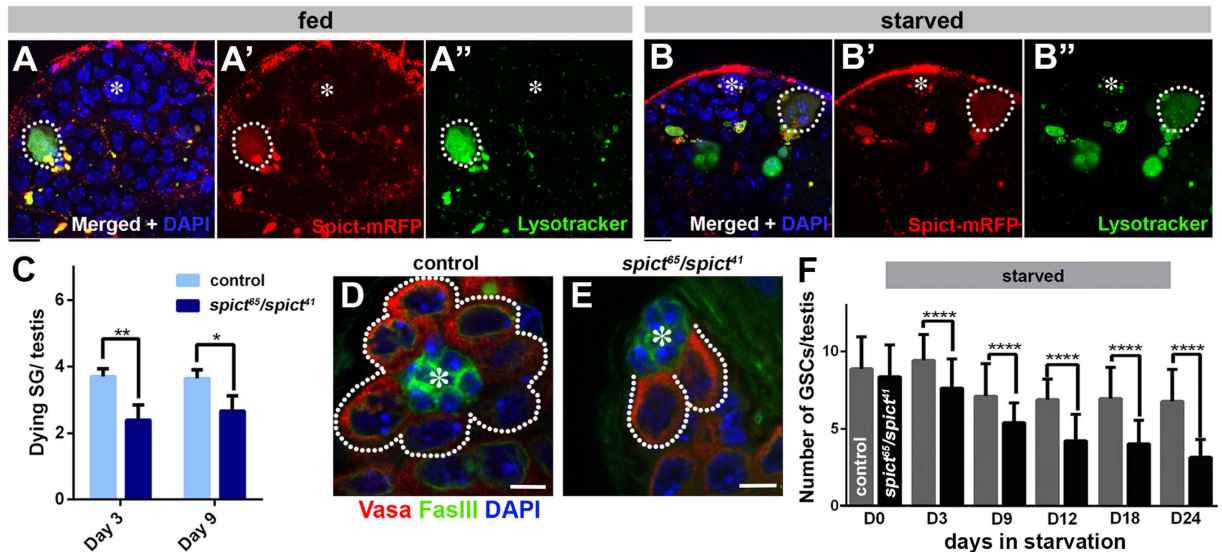 fed
starved
A
A'
A"
B
B'
B"
*
*
*
*
*
*
Merged + DAPI
Spict-mRFP
Lysotracker
Merged + DAPI
Spict-mRFP
Lysotracker
C
control
spict⁶⁵/spict⁴¹
Dying SG/ testis
6
4
2
0
**
*
Day 3
Day 9
control
spict⁶⁵/spict⁴¹
D
E
*
*
Vasa FasIII DAPI
F
starved
Number of GSCs/testis
10
5
0
****
****
****
****
****
control
spict⁶⁵/spict⁴¹
D0 D3 D9 D12 D18 D24
days in starvation